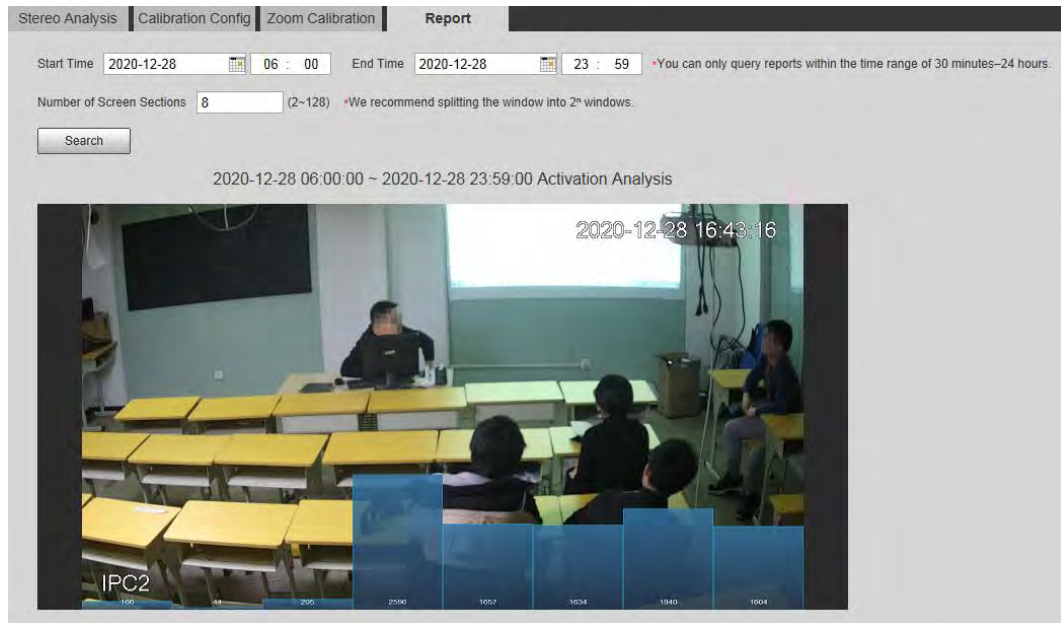 Stereo Analysis Calibration Config Zoom Calibration Report
Start Time 2020-12-28 06 : 00 End Time 2020-12-28 23 : 59 *You can only query reports within the time range of 30 minutes–24 hours.
Number of Screen Sections 8 (2~128) *We recommend splitting the window into 2ⁿ windows.
Search
2020-12-28 06:00:00 ~ 2020-12-28 23:59:00 Activation Analysis
2020-12-28 16:43:16
IPC2
44 205 2596 1657 1634 1940 1604